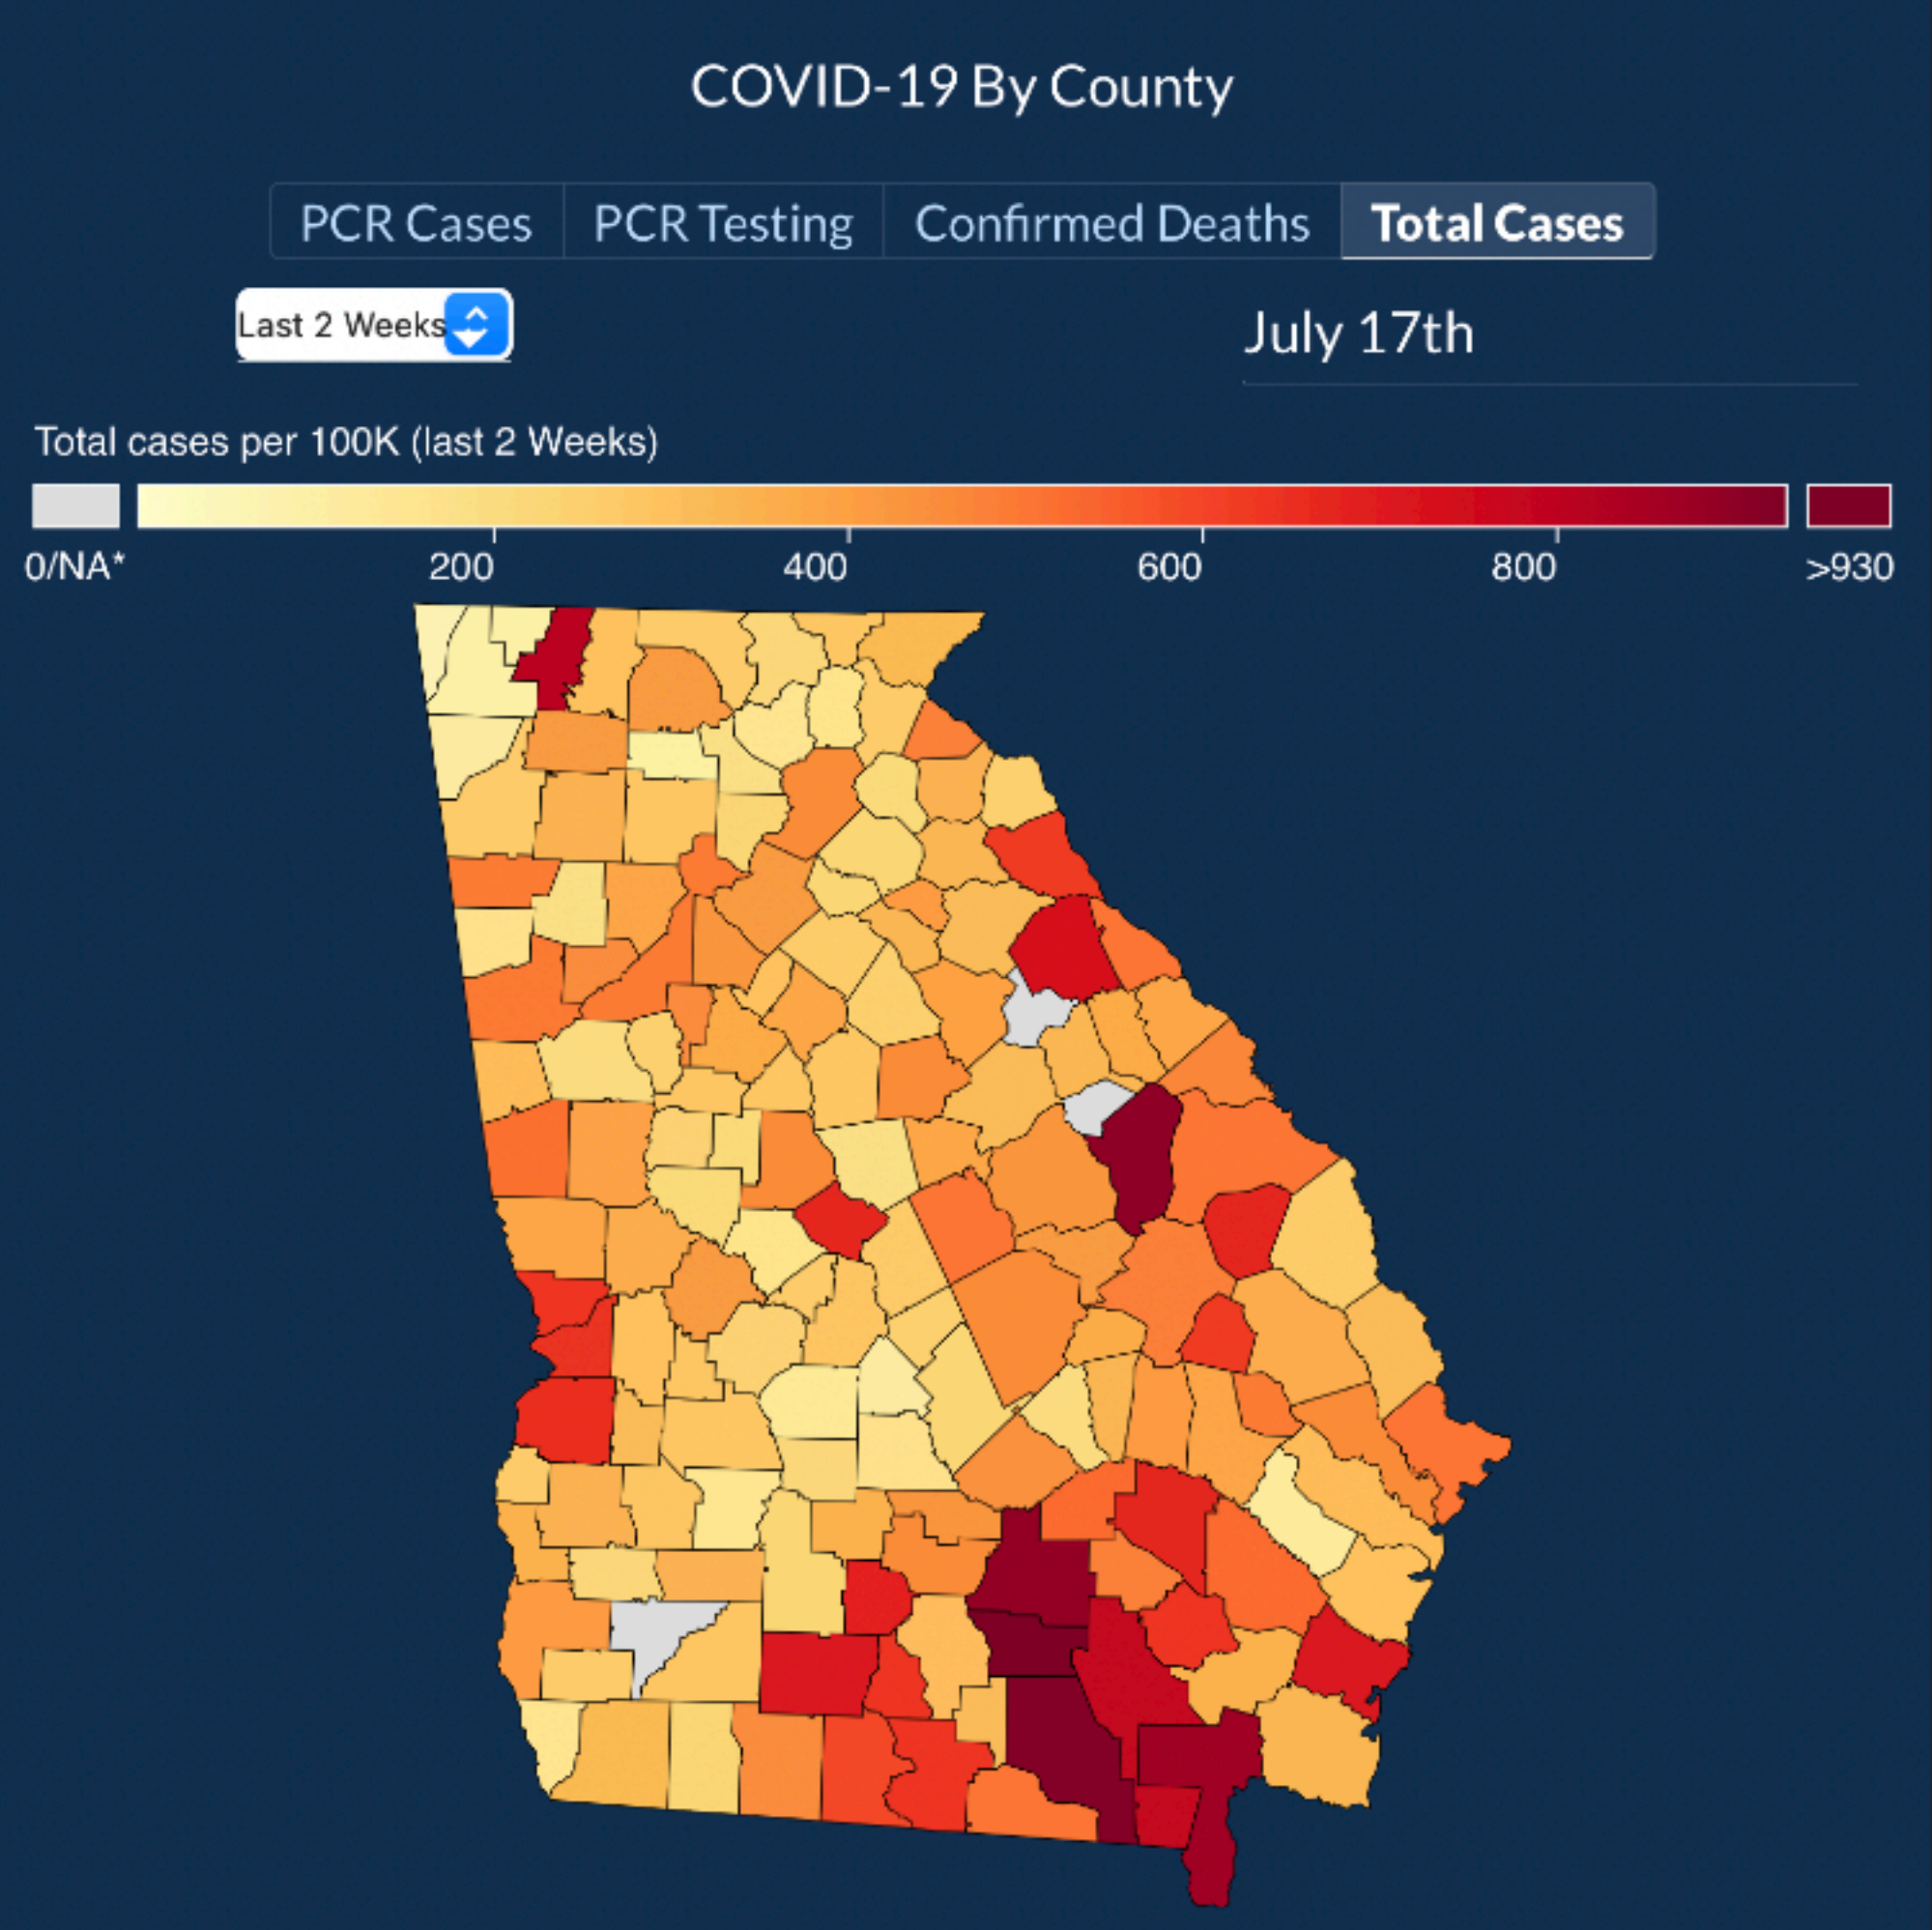 COVID-19 By County
PCR Cases PCR Testing Confirmed Deaths Total Cases
Last 2 Weeks July 17th
Total cases per 100K (last 2 Weeks)
0/NA* 200 400 600 800 >930